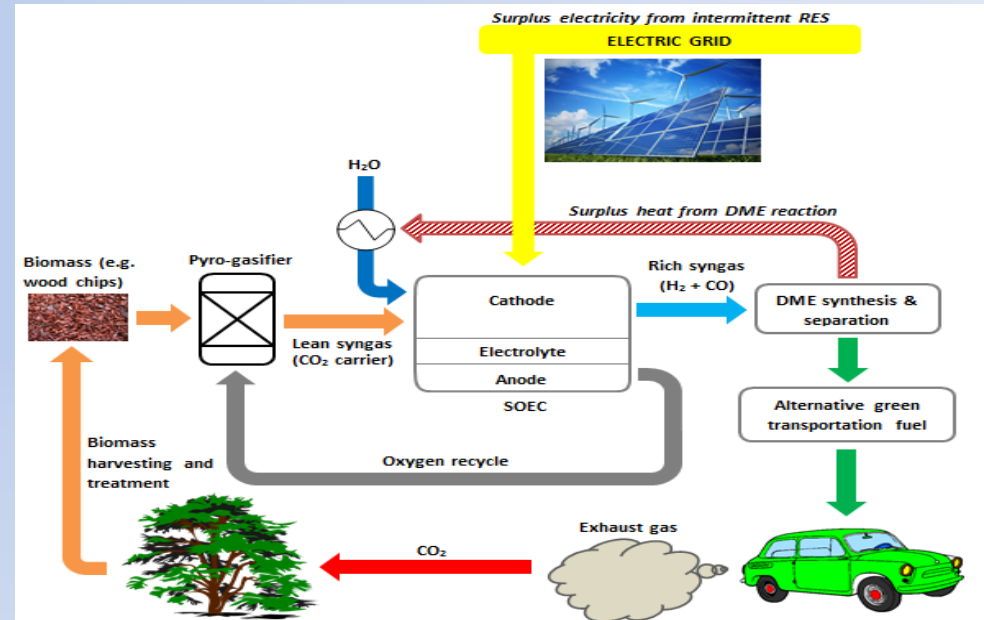 Surplus electricity from intermittent RES
ELECTRIC GRID
H₂O
Surplus heat from DME reaction
Biomass (e.g.
wood chips)
Pyro-gasifier
Rich syngas
(H₂ + CO)
Cathode
DME synthesis &
separation
Lean syngas
(CO₂ carrier)
Electrolyte
Anode
SOEC
Alternative green
transportation fuel
Biomass
harvesting and
treatment
Oxygen recycle
Exhaust gas
CO₂